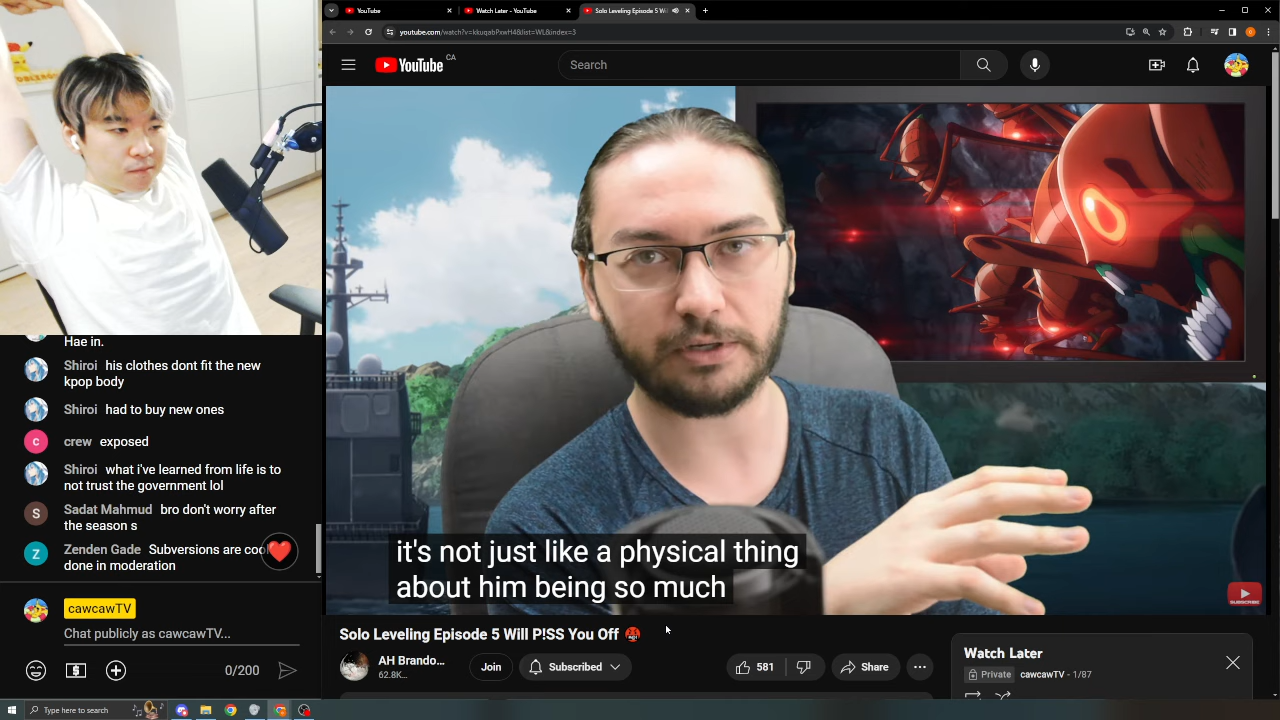 YouTube
Watch Later - YouTube
Solo Leveling Episode 5 Wi
youtube.com/watch?v=kkuqabPxwH4&list=WL&index=3
YouTube CA
Search
Hae in.
Shiroi his clothes dont fit the new
kpop body
Shiroi had to buy new ones
crew exposed
Shiroi what i've learned from life is to
not trust the government lol
Sadat Mahmud bro don't worry after
the season s
Zenden Gade Subversions are coo
done in moderation
cawcawTV
Chat publicly as cawcawTV...
0/200
it's not just like a physical thing
about him being so much
SUBSCRIBE
Solo Leveling Episode 5 Will P!SS You Off
AH Brando...
62.8K...
Join
Subscribed
581
Share
Watch Later
Private cawcawTV - 1/87
Type here to search